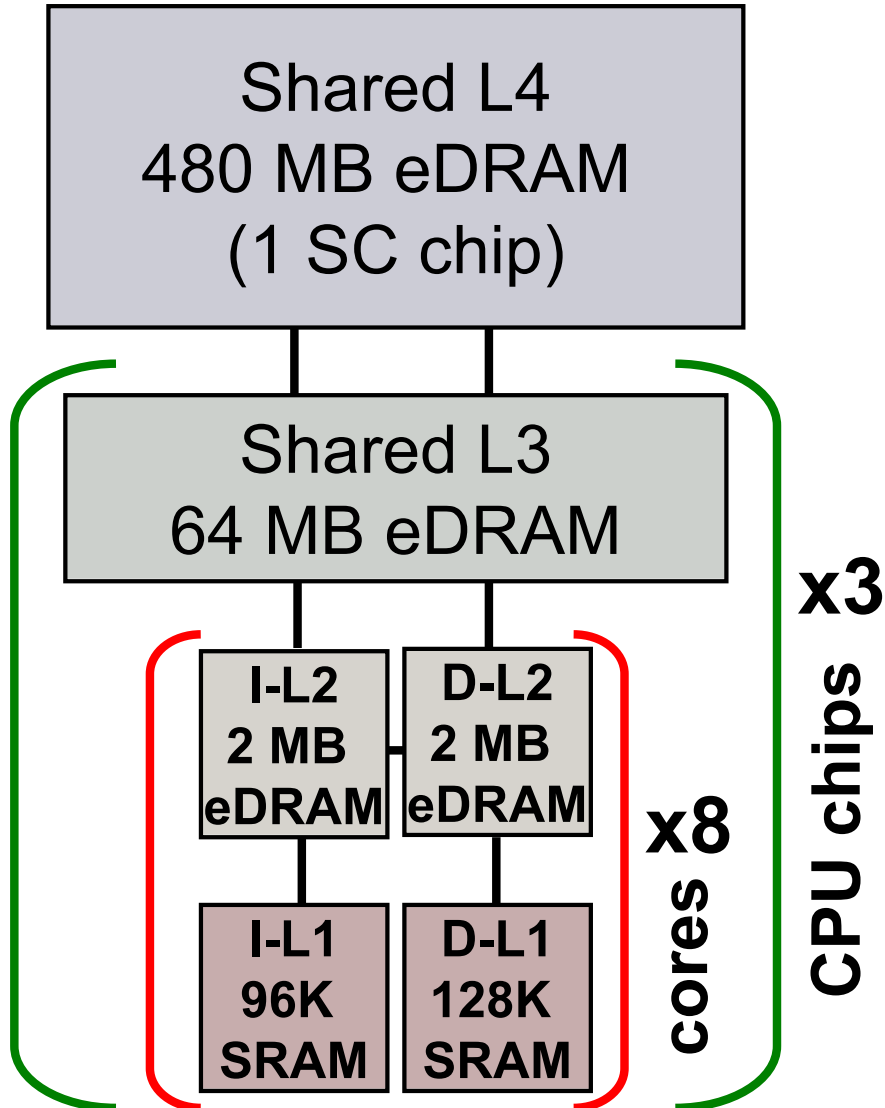 Shared L4
480 MB eDRAM
(1 SC chip)
Shared L3
64 MB eDRAM
I-L2
2 MB
eDRAM
D-L2
2 MB
eDRAM
I-L1
96K
SRAM
D-L1
128K
SRAM
x8
cores
x3
CPU chips